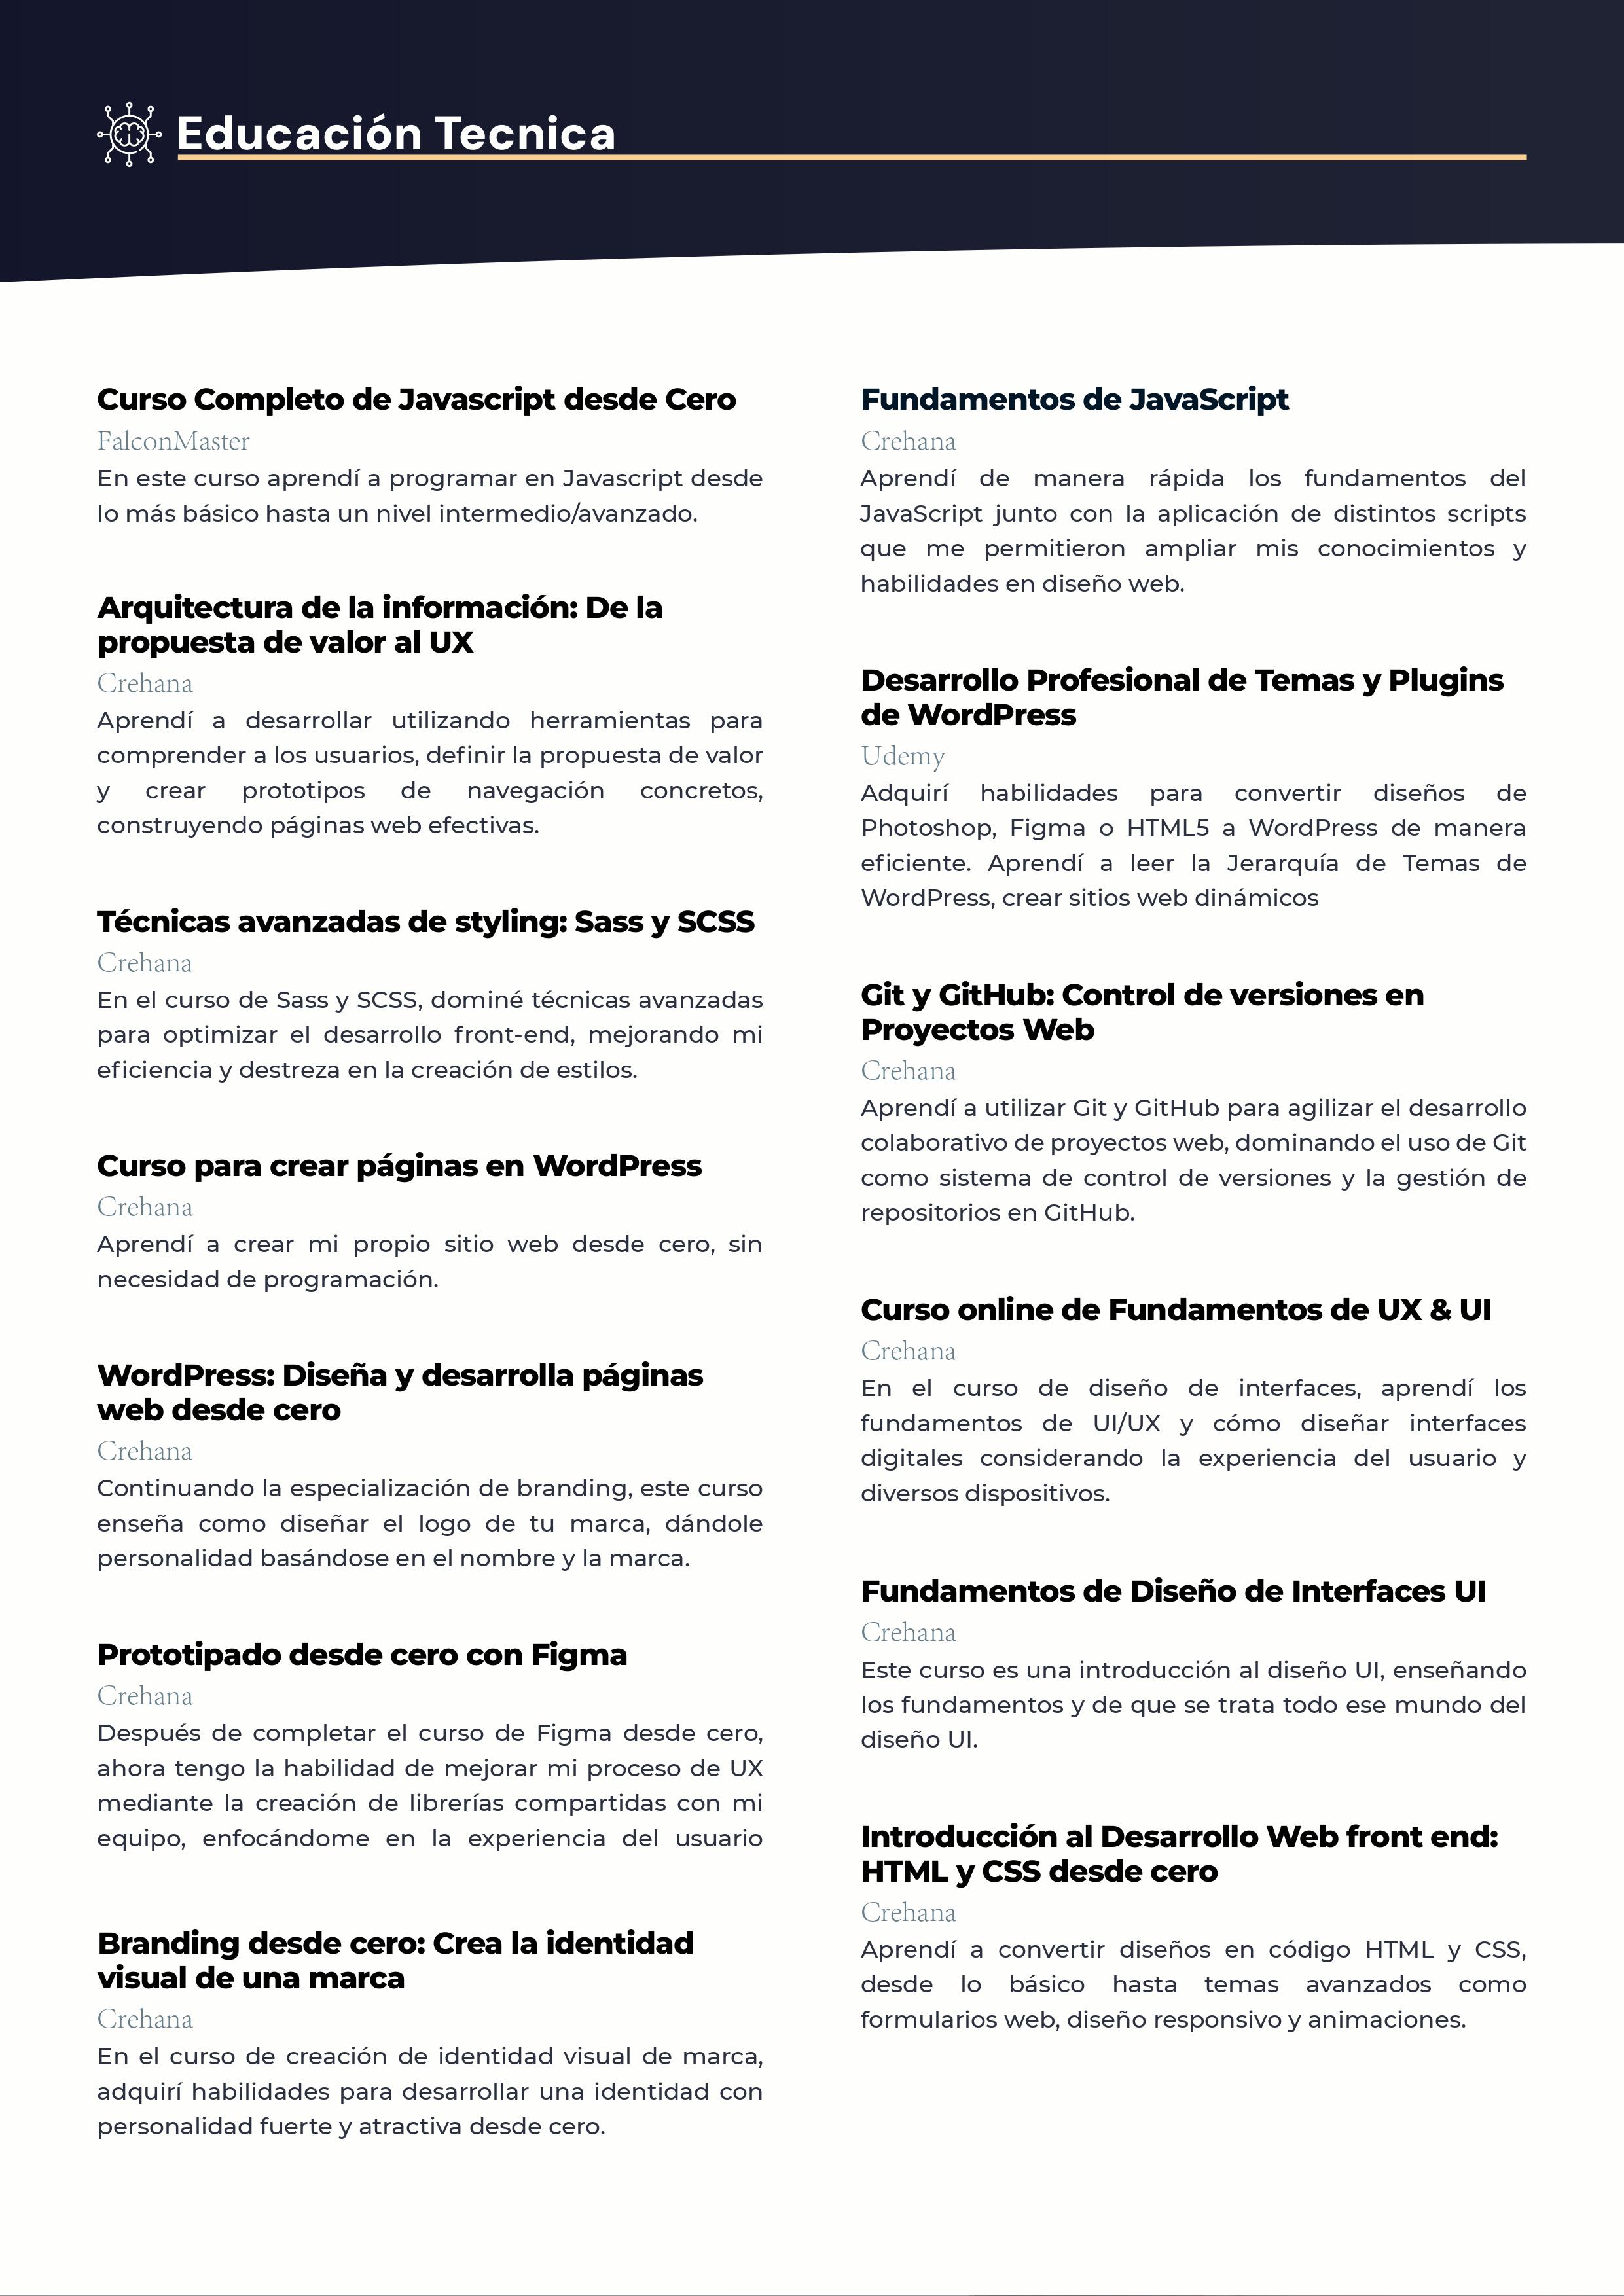 Educación Tecnica
Curso Completo de Javascript desde Cero
FalconMaster
En este curso aprendí a programar en Javascript desde
lo más básico hasta un nivel intermedio/avanzado.
Arquitectura de la información: De la
propuesta de valor al UX
Crehana
Aprendí a desarrollar utilizando herramientas para
comprender a los usuarios, definir la propuesta de valor
y crear prototipos de navegación concretos,
construyendo páginas web efectivas.
Técnicas avanzadas de styling: Sass y SCSS
Crehana
En el curso de Sass y SCSS, dominé técnicas avanzadas
para optimizar el desarrollo front-end, mejorando mi
eficiencia y destreza en la creación de estilos.
Curso para crear páginas en WordPress
Crehana
Aprendí a crear mi propio sitio web desde cero, sin
necesidad de programación.
WordPress: Diseña y desarrolla páginas
web desde cero
Crehana
Continuando la especialización de branding, este curso
enseña como diseñar el logo de tu marca, dándole
personalidad basándose en el nombre y la marca.
Prototipado desde cero con Figma
Crehana
Después de completar el curso de Figma desde cero,
ahora tengo la habilidad de mejorar mi proceso de UX
mediante la creación de librerías compartidas con mi
equipo, enfocándome en la experiencia del usuario
Branding desde cero: Crea la identidad
visual de una marca
Crehana
En el curso de creación de identidad visual de marca,
adquirí habilidades para desarrollar una identidad con
personalidad fuerte y atractiva desde cero.
Fundamentos de JavaScript
Crehana
Aprendí de manera rápida los fundamentos del
JavaScript junto con la aplicación de distintos scripts
que me permitieron ampliar mis conocimientos y
habilidades en diseño web.
Desarrollo Profesional de Temas y Plugins
de WordPress
Udemy
Adquirí habilidades para convertir diseños de
Photoshop, Figma o HTML5 a WordPress de manera
eficiente. Aprendí a leer la Jerarquía de Temas de
WordPress, crear sitios web dinámicos
Git y GitHub: Control de versiones en
Proyectos Web
Crehana
Aprendí a utilizar Git y GitHub para agilizar el desarrollo
colaborativo de proyectos web, dominando el uso de Git
como sistema de control de versiones y la gestión de
repositorios en GitHub.
Curso online de Fundamentos de UX & UI
Crehana
En el curso de diseño de interfaces, aprendí los
fundamentos de UI/UX y cómo diseñar interfaces
digitales considerando la experiencia del usuario y
diversos dispositivos.
Fundamentos de Diseño de Interfaces UI
Crehana
Este curso es una introducción al diseño UI, enseñando
los fundamentos y de que se trata todo ese mundo del
diseño UI.
Introducción al Desarrollo Web front end:
HTML y CSS desde cero
Crehana
Aprendí a convertir diseños en código HTML y CSS,
desde lo básico hasta temas avanzados como
formularios web, diseño responsivo y animaciones.